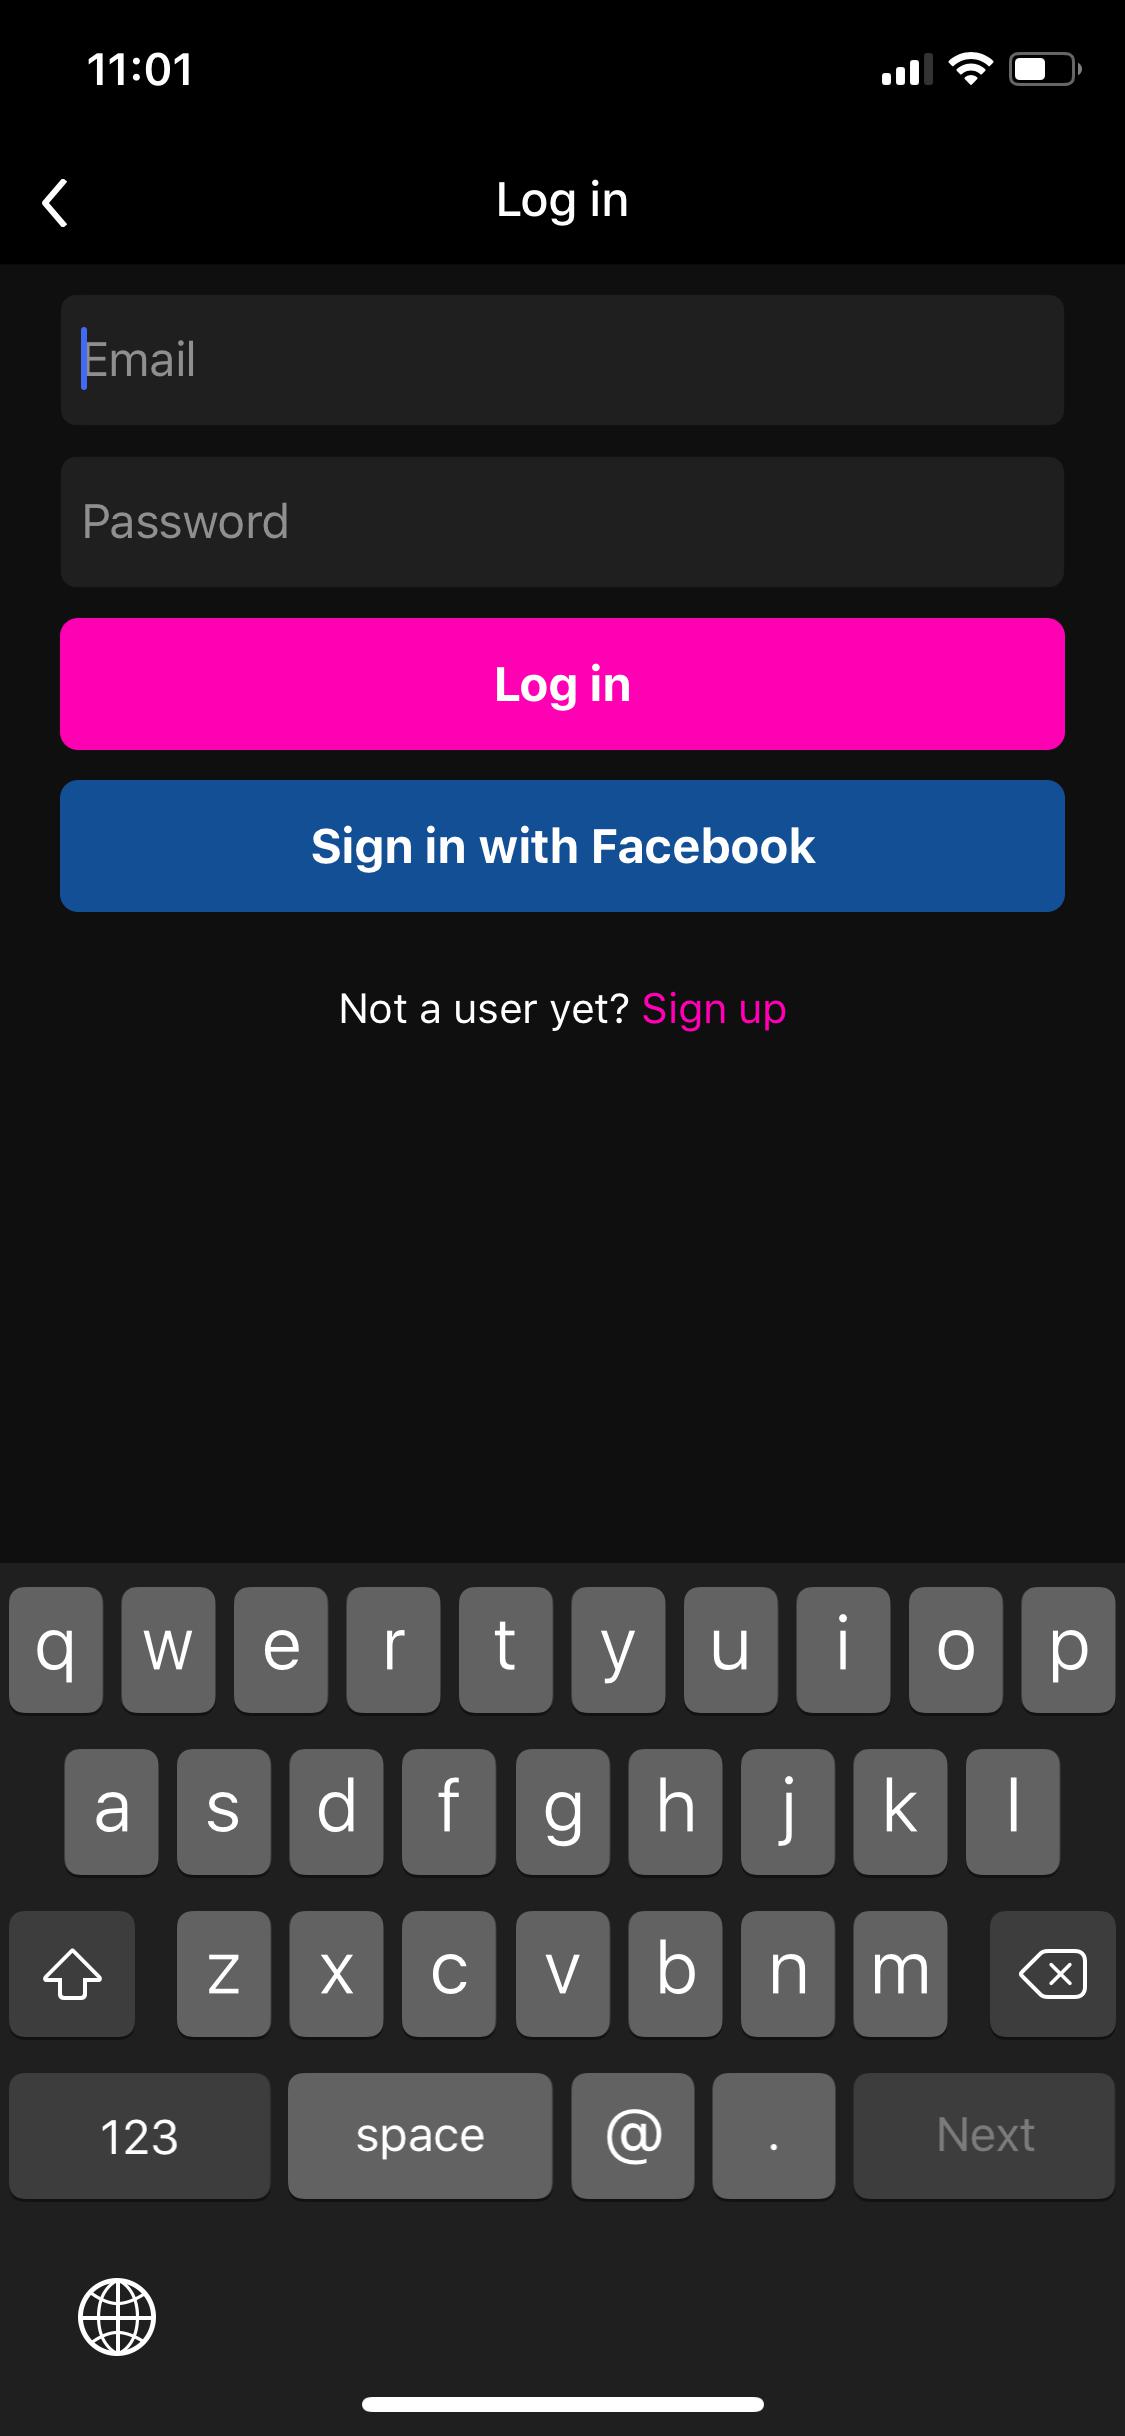 11:01
Log in
Email
Password
Log in
Sign in with Facebook
Not a user yet? Sign up
q w e r t y u i o p
a s d f g h j k l
z x c v b n m
123 space @ . Next